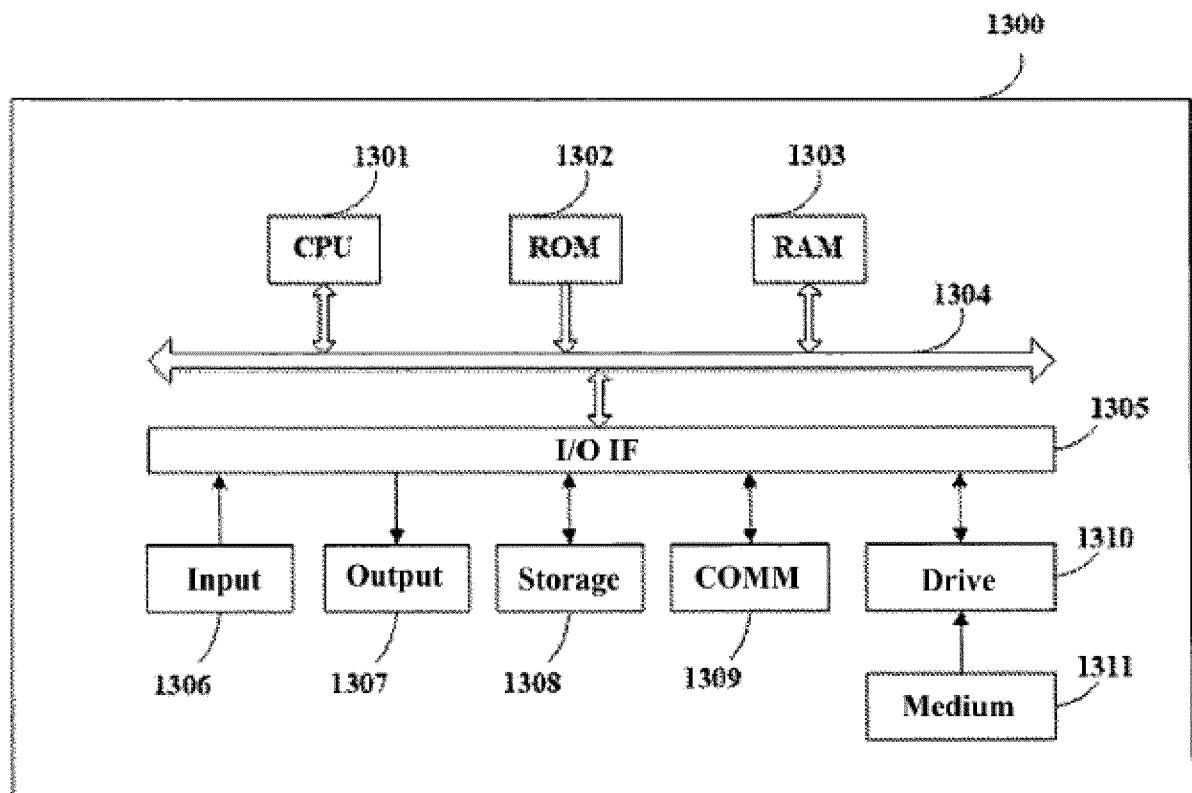 1300
1301 1302 1303
CPU ROM RAM
1304
1305
I/O IF
1310
Input Output Storage COMM Drive
1306 1307 1308 1309
1311
Medium